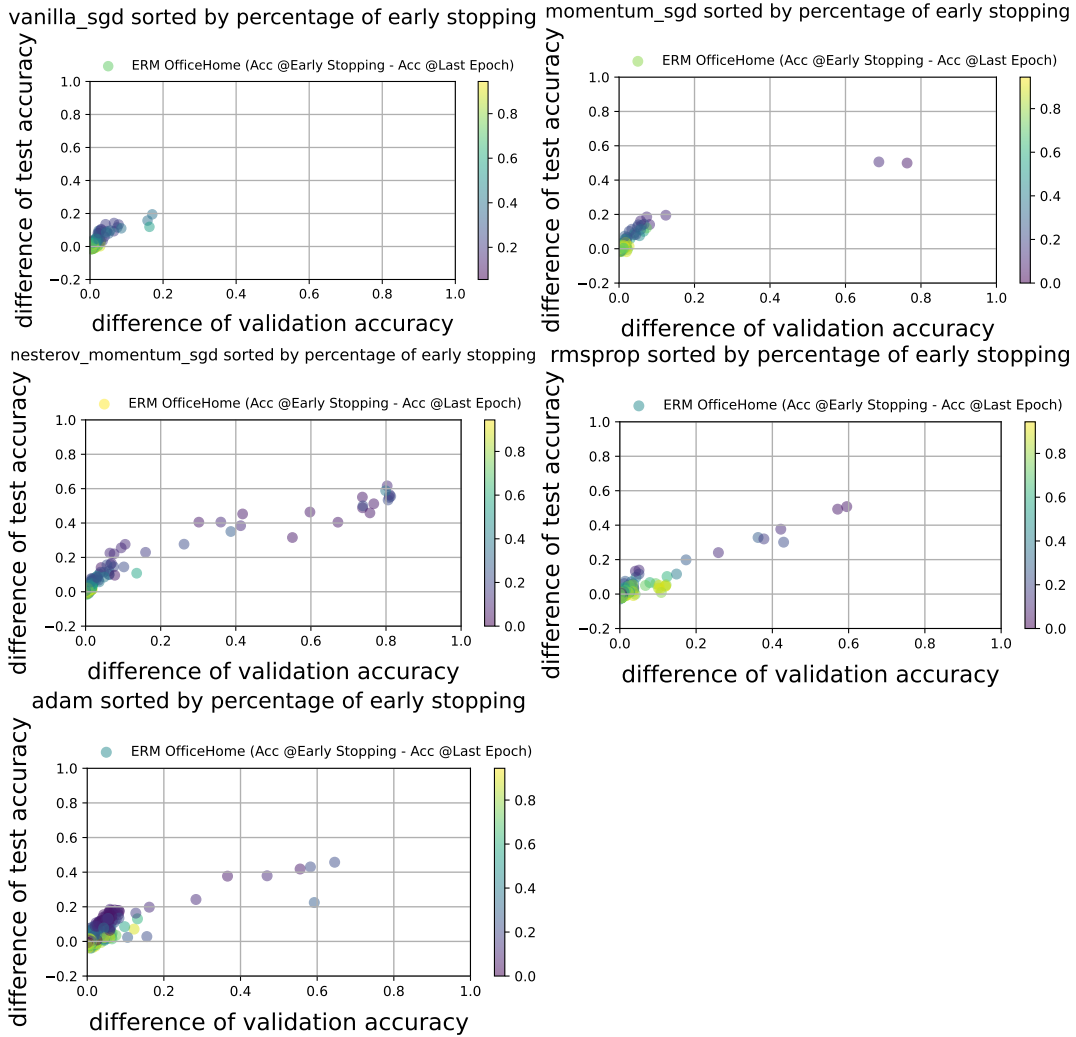 vanilla_sgd sorted by percentage of early stopping
ERM OfficeHome (Acc @Early Stopping - Acc @Last Epoch)
difference of test accuracy
1.0
0.8
0.6
0.4
0.2
0.0
−0.2
0.0 0.2 0.4 0.6 0.8 1.0
difference of validation accuracy
0.8
0.6
0.4
0.2
momentum_sgd sorted by percentage of early stopping
ERM OfficeHome (Acc @Early Stopping - Acc @Last Epoch)
difference of test accuracy
1.0
0.8
0.6
0.4
0.2
0.0
−0.2
0.0 0.2 0.4 0.6 0.8 1.0
difference of validation accuracy
0.8
0.6
0.4
0.2
0.0
nesterov_momentum_sgd sorted by percentage of early stopping
ERM OfficeHome (Acc @Early Stopping - Acc @Last Epoch)
difference of test accuracy
1.0
0.8
0.6
0.4
0.2
0.0
−0.2
0.0 0.2 0.4 0.6 0.8 1.0
difference of validation accuracy
0.8
0.6
0.4
0.2
0.0
rmsprop sorted by percentage of early stopping
ERM OfficeHome (Acc @Early Stopping - Acc @Last Epoch)
difference of test accuracy
1.0
0.8
0.6
0.4
0.2
0.0
−0.2
0.0 0.2 0.4 0.6 0.8 1.0
difference of validation accuracy
0.8
0.6
0.4
0.2
0.0
adam sorted by percentage of early stopping
ERM OfficeHome (Acc @Early Stopping - Acc @Last Epoch)
difference of test accuracy
1.0
0.8
0.6
0.4
0.2
0.0
−0.2
0.0 0.2 0.4 0.6 0.8 1.0
difference of validation accuracy
0.8
0.6
0.4
0.2
0.0